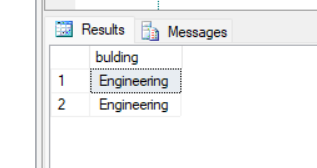 Results Messages
bulding
1 Engineering
2 Engineering